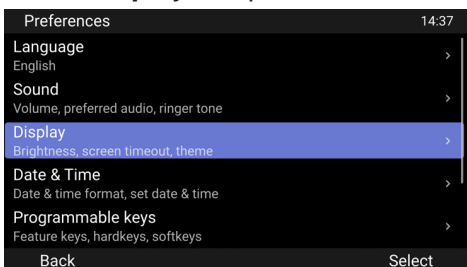 Preferences 14:37
Language
English
Sound
Volume, preferred audio, ringer tone
Display
Brightness, screen timeout, theme
Date & Time
Date & time format, set date & time
Programmable keys
Feature keys, hardkeys, softkeys
Back Select